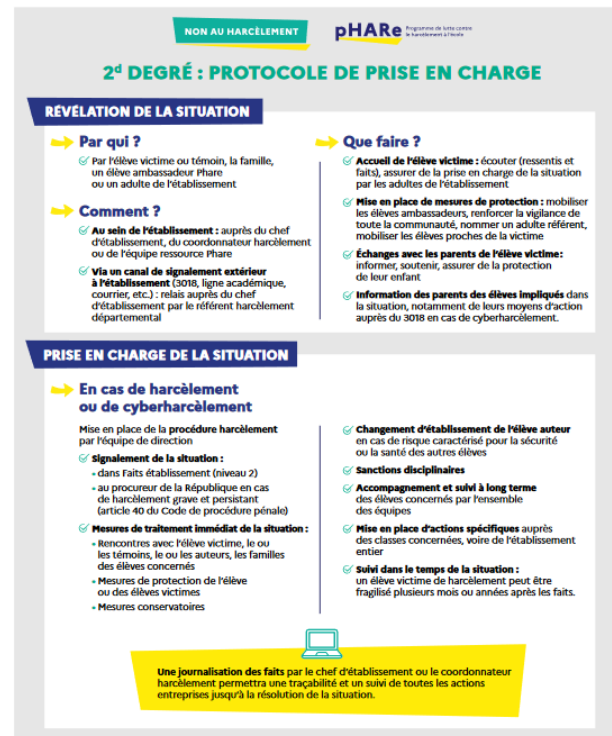 NON AU HARCÈLEMENT
pHARe Programme de lutte contre
le harcèlement à l'école
2d DEGRÉ : PROTOCOLE DE PRISE EN CHARGE
RÉVÉLATION DE LA SITUATION
Par qui ?
Par l'élève victime ou témoin, la famille,
un élève ambassadeur Phare
ou un adulte de l'établissement
Comment ?
Au sein de l'établissement : auprès du chef
d'établissement, du coordonnateur harcèlement
ou de l'équipe ressource Phare
Via un canal de signalement extérieur
à l'établissement (3018, ligne académique,
courrier, etc.) : relais auprès du chef
d'établissement par le référent harcèlement
départemental
Que faire ?
Accueil de l'élève victime : écouter (ressentis et
faits), assurer de la prise en charge de la situation
par les adultes de l'établissement
Mise en place de mesures de protection : mobiliser
les élèves ambassadeurs, renforcer la vigilance de
toute la communauté, nommer un adulte référent,
mobiliser les élèves proches de la victime
Échanges avec les parents de l'élève victime :
informer, soutenir, assurer de la protection
de leur enfant
Information des parents des élèves impliqués dans
la situation, notamment de leurs moyens d'action
auprès du 3018 en cas de cyberharcèlement.
PRISE EN CHARGE DE LA SITUATION
En cas de harcèlement
ou de cyberharcèlement
Mise en place de la procédure harcèlement
par l'équipe de direction
Signalement de la situation :
• dans Faits établissement (niveau 2)
• au procureur de la République en cas
de harcèlement grave et persistant
(article 40 du Code de procédure pénale)
Mesures de traitement immédiat de la situation :
• Rencontres avec l'élève victime, le ou
les témoins, le ou les auteurs, les familles
des élèves concernés
• Mesures de protection de l'élève
ou des élèves victimes
• Mesures conservatoires
Changement d'établissement de l'élève auteur
en cas de risque caractérisé pour la sécurité
ou la santé des autres élèves
Sanctions disciplinaires
Accompagnement et suivi à long terme
des élèves concernés par l'ensemble
des équipes
Mise en place d'actions spécifiques auprès
des classes concernées, voire de l'établissement
entier
Suivi dans le temps de la situation :
un élève victime de harcèlement peut être
fragilisé plusieurs mois ou années après les faits.
Une journalisation des faits par le chef d'établissement ou le coordonnateur
harcèlement permettra une traçabilité et un suivi de toutes les actions
entreprises jusqu'à la résolution de la situation.